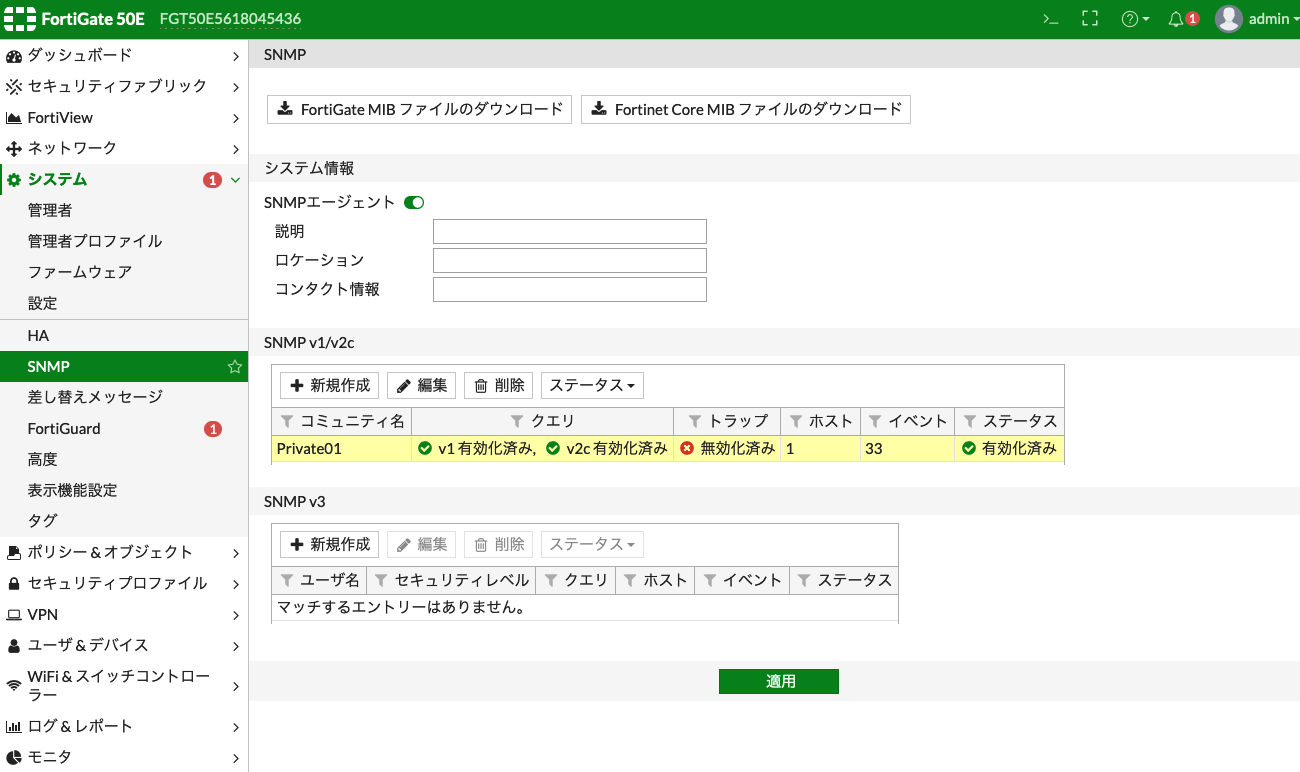 FortiGate 50E FGT50E5618045436
>_ ? 1 admin
ダッシュボード
セキュリティファブリック
FortiView
ネットワーク
システム 1
管理者
管理者プロファイル
ファームウェア
設定
HA
SNMP
差し替えメッセージ
FortiGuard 1
高度
表示機能設定
タグ
ポリシー & オブジェクト
セキュリティプロファイル
VPN
ユーザ & デバイス
WiFi & スイッチコントロー
ラー
ログ & レポート
モニタ
SNMP
FortiGate MIB ファイルのダウンロード Fortinet Core MIB ファイルのダウンロード
システム情報
SNMPエージェント
説明
ロケーション
コンタクト情報
SNMP v1/v2c
新規作成 編集 削除 ステータス
コミュニティ名 クエリ トラップ ホスト イベント ステータス
Private01 v1 有効化済み, v2c 有効化済み 無効化済み 1 33 有効化済み
SNMP v3
新規作成 編集 削除 ステータス
ユーザ名 セキュリティレベル クエリ ホスト イベント ステータス
マッチするエントリーはありません。
適用